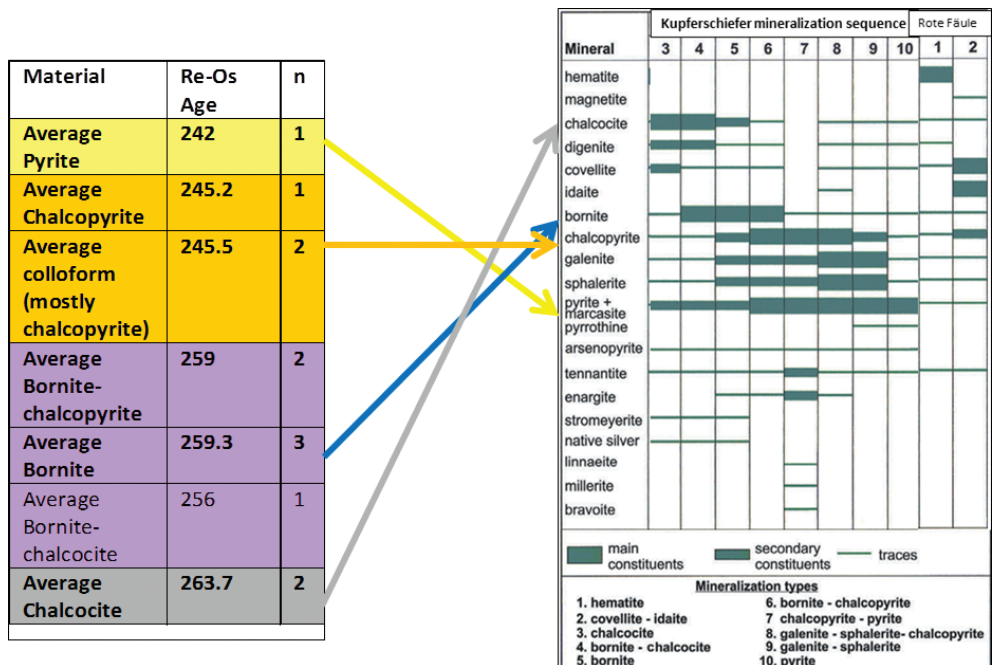 Material Re-Os Age n
Average Pyrite 242 1
Average Chalcopyrite 245.2 1
Average colloform (mostly chalcopyrite) 245.5 2
Average Bornite-chalcopyrite 259 2
Average Bornite 259.3 3
Average Bornite-chalcocite 256 1
Average Chalcocite 263.7 2
Kupferschiefer mineralization sequence Rote Fäule
Mineral 3 4 5 6 7 8 9 10 1 2
hematite
magnetite
chalcocite
digenite
covellite
idaite
bornite
chalcopyrite
galenite
sphalerite
pyrite +
marcasite
pyrrothine
arsenopyrite
tennantite
enargite
stromeyerite
native silver
linnaeite
millerite
bravoite
main constituents secondary constituents traces
Mineralization types
1. hematite
2. covellite - idaite
3. chalcocite
4. bornite - chalcocite
5. bornite
6. bornite - chalcopyrite
7 chalcopyrite - pyrite
8. galenite - sphalerite- chalcopyrite
9. galenite - sphalerite
10. pyrite